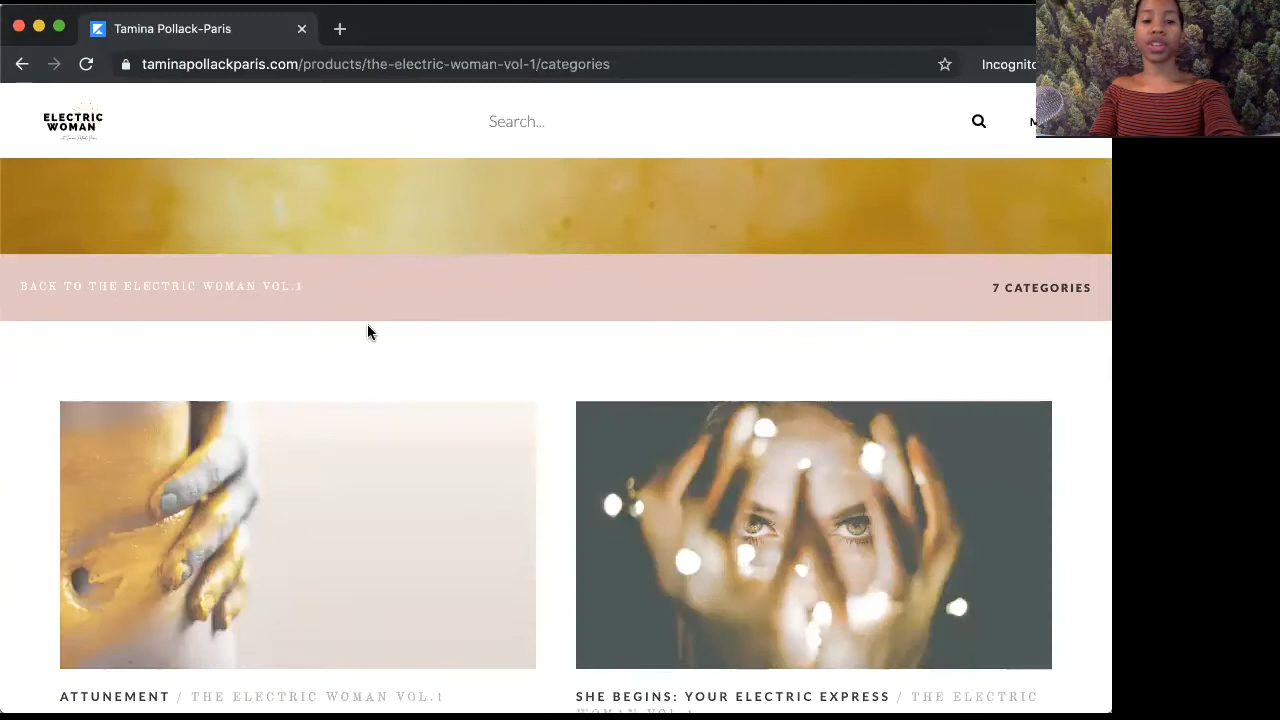 Tamina Pollack-Paris
taminapollackparis.com/products/the-electric-woman-vol-1/categories
Incognito
ELECTRIC
WOMAN
Search...
BACK TO THE ELECTRIC WOMAN VOL.1
7 CATEGORIES
ATTUNEMENT / THE ELECTRIC WOMAN VOL.1
SHE BEGINS: YOUR ELECTRIC EXPRESS / THE ELECTRIC
WOMAN VOL.1